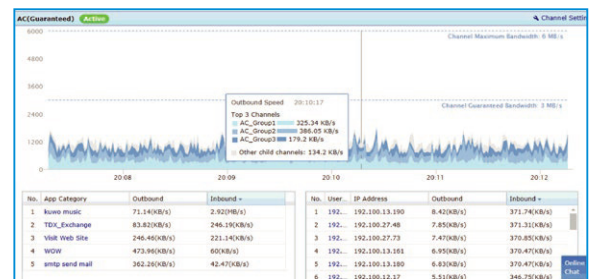 AC(Guaranteed) Active
Channel Settin
6000
Channel Maximum Bandwidth: 6 MB/s
4800
3600
Channel Guaranteed Bandwidth: 3 MB/s
2400
1200
0
Outbound Speed 20:10:17
Top 3 Channels
AC_Group1 325.34 KB/s
AC_Group2 386.05 KB/s
AC_Group3 179.2 KB/s
Other child channels: 134.2 KB/s
20:08 20:09 20:10 20:11 20:12
No. App Category Outbound Inbound
1 kuwo music 71.14(KB/s) 2.92(MB/s)
2 TDX_Exchange 83.82(KB/s) 246.19(KB/s)
3 Visit Web Site 246.46(KB/s) 221.14(KB/s)
4 WOW 473.96(KB/s) 60(KB/s)
5 smtp send mail 362.26(KB/s) 42.47(KB/s)
No. User.. IP Address Outbound Inbound
1 192... 192.100.13.190 8.42(KB/s) 371.74(KB/s)
2 192... 192.100.27.48 7.85(KB/s) 371.31(KB/s)
3 192... 192.100.27.73 7.47(KB/s) 370.85(KB/s)
4 192... 192.100.13.161 6.95(KB/s) 370.47(KB/s)
5 192... 192.100.13.180 6.83(KB/s) 370.47(KB/s)
6 192... 192.100.12.17 5.51(KB/s) 346.75(KB/s)
Online
Chat